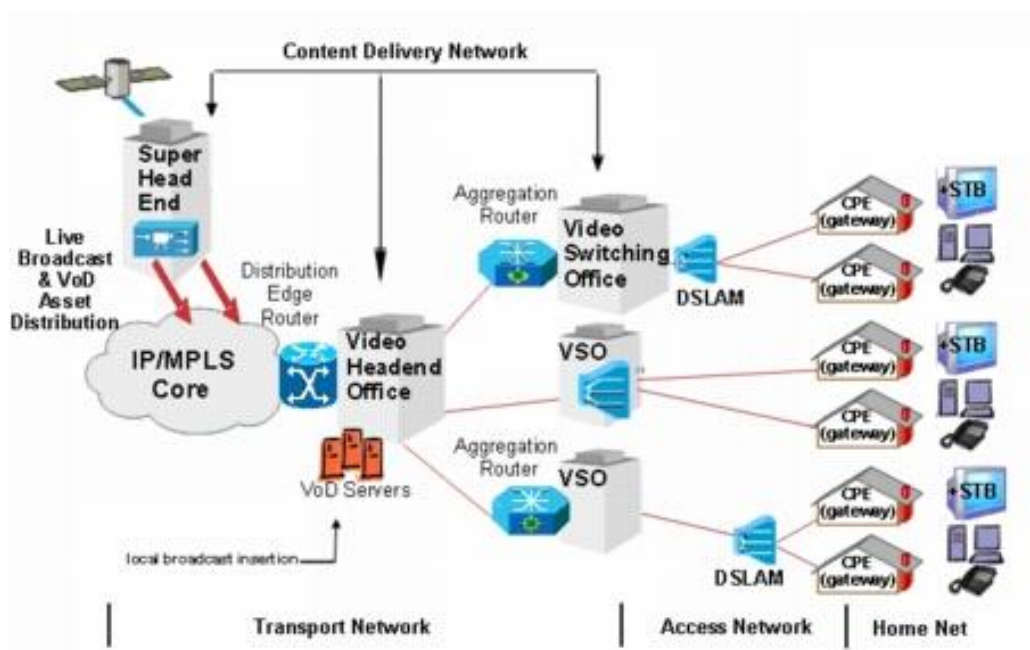 Content Delivery Network
Super
Head
End
Live
Broadcast
& VoD
Asset
Distribution
IP/MPLS
Core
Distribution
Edge
Router
Video
Headend
Office
VoD Servers
local broadcast insertion
Aggregation
Router
Video
Switching
Office
DSLAM
VSO
Aggregation
Router
VSO
DSLAM
CPE
(gateway)
+STB
CPE
(gateway)
CPE
(gateway)
+STB
CPE
(gateway)
CPE
(gateway)
+STB
CPE
(gateway)
Transport Network
Access Network
Home Net